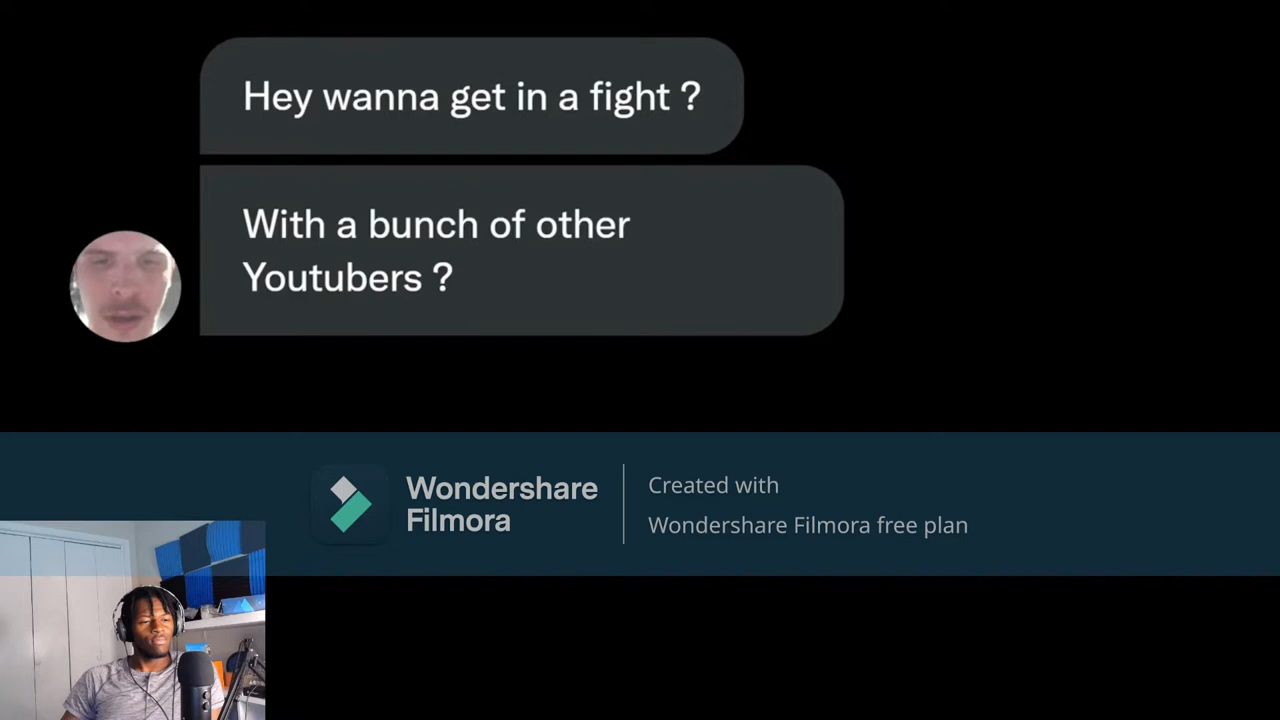 Hey wanna get in a fight ?
With a bunch of other
Youtubers ?
Wondershare
Filmora
Created with
Wondershare Filmora free plan